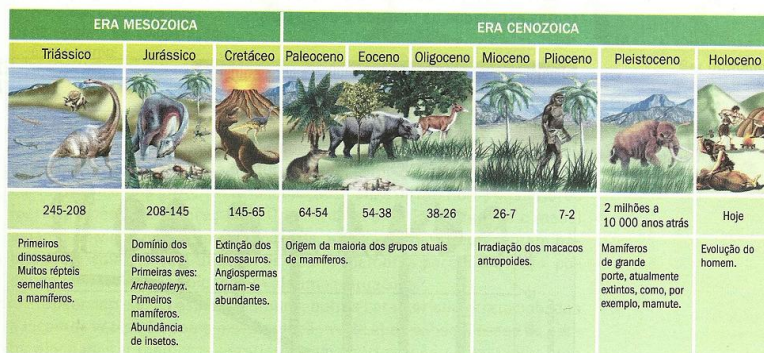 ERA MESOZOICA
ERA CENOZOICA
Triássico
Jurássico
Cretáceo
Paleoceno
Eoceno
Oligoceno
Mioceno
Plioceno
Pleistoceno
Holoceno
245-208
208-145
145-65
64-54
54-38
38-26
26-7
7-2
2 milhões a
10 000 anos atrás
Hoje
Primeiros
dinossauros.
Muitos répteis
semelhantes
a mamíferos.
Domínio dos
dinossauros.
Primeiras aves:
Archaeopteryx.
Primeiros
mamíferos.
Abundância
de insetos.
Extinção dos
dinossauros.
Angiospermas
tornam-se
abundantes.
Origem da maioria dos grupos atuais
de mamíferos.
Irradiação dos macacos
antropoides.
Mamíferos
de grande
porte, atualmente
extintos, como, por
exemplo, mamute.
Evolução do
homem.